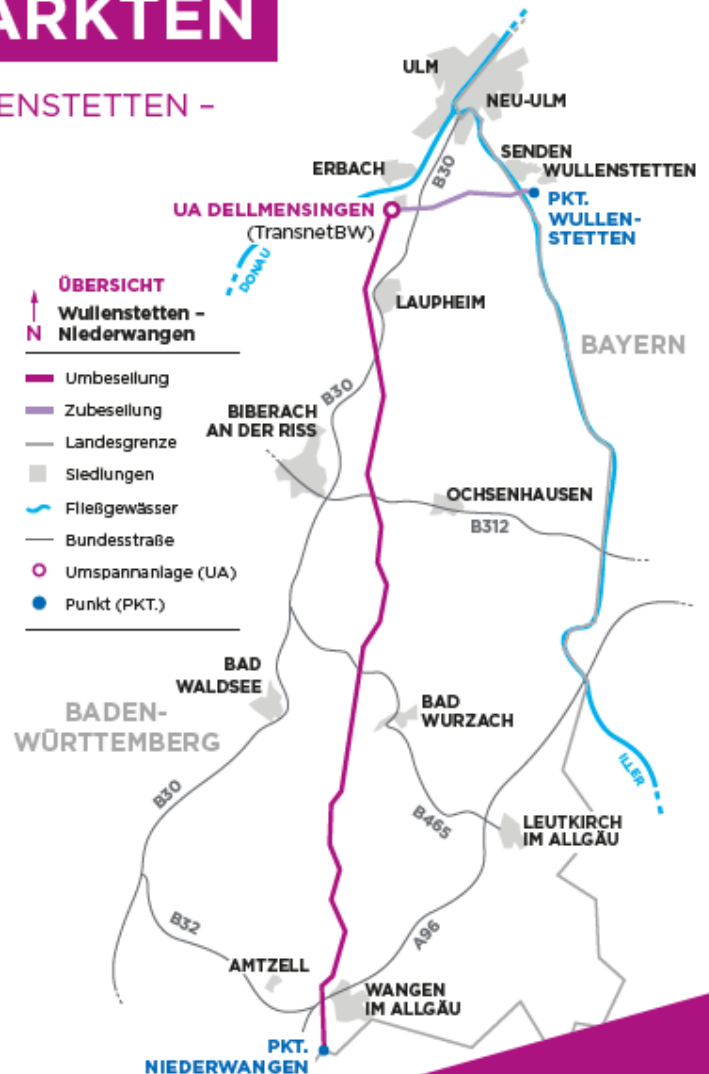 ARKTEN
ENSTETTEN –
ULM
NEU-ULM
SENDEN
WULLENSTETTEN
ERBACH
B30
UA DELLMENSINGEN
(TransnetBW)
PKT.
WULLEN-
STETTEN
DONAU
ÜBERSICHT
Wullenstetten –
Niederwangen
N
LAUPHEIM
BAYERN
Umbeseilung
Zubeseilung
Landesgrenze
Siedlungen
Fließgewässer
Bundesstraße
Umspannanlage (UA)
Punkt (PKT.)
B30
BIBERACH
AN DER RISS
OCHSENHAUSEN
B312
BAD
WALDSEE
BADEN-
WÜRTTEMBERG
BAD
WURZACH
ILLER
B30
B465
LEUTKIRCH
IM ALLGÄU
B32
A96
AMTZELL
WANGEN
IM ALLGÄU
PKT.
NIEDERWANGEN